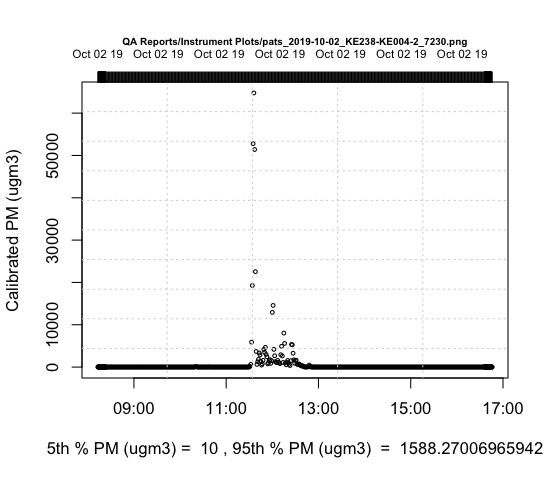 QA Reports/Instrument Plots/pats_2019-10-02_KE238-KE004-2_7230.png
Oct 02 19 Oct 02 19 Oct 02 19 Oct 02 19 Oct 02 19 Oct 02 19 Oct 02 19
Calibrated PM (ugm3)
50000
30000
10000
0
09:00 11:00 13:00 15:00 17:00
5th % PM (ugm3) = 10 , 95th % PM (ugm3) = 1588.27006965942